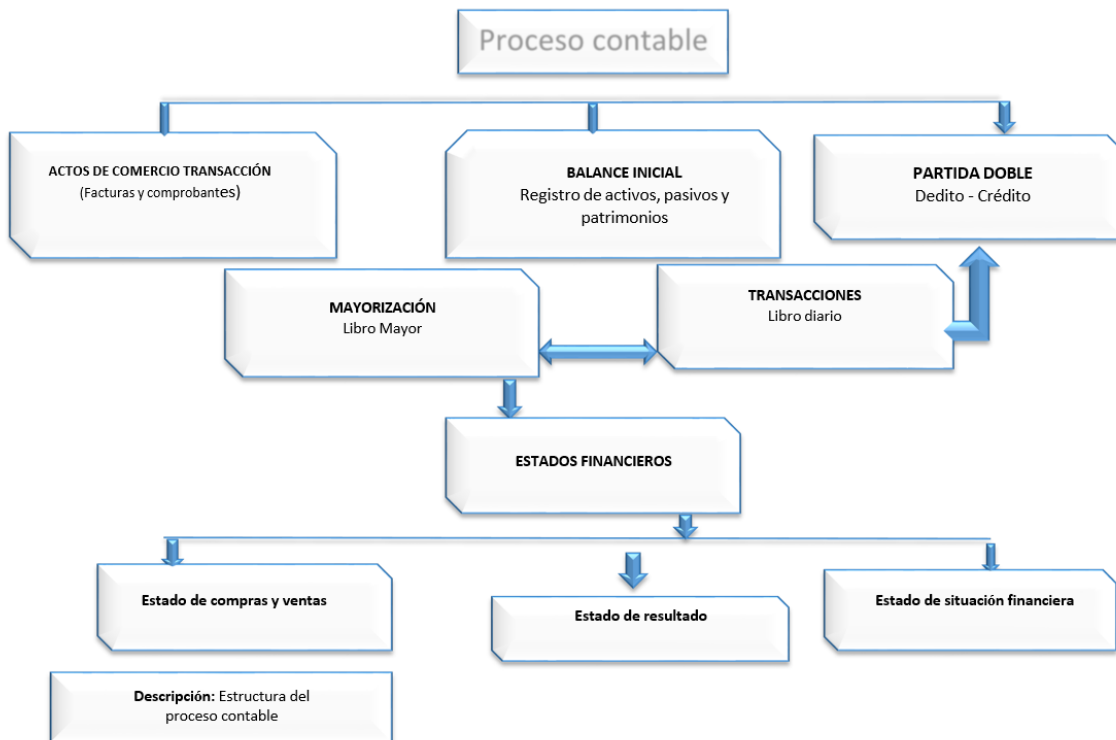 Proceso contable
ACTOS DE COMERCIO TRANSACCIÓN
(Facturas y comprobantes)
BALANCE INICIAL
Registro de activos, pasivos y
patrimonios
PARTIDA DOBLE
Dedito - Crédito
MAYORIZACIÓN
Libro Mayor
TRANSACCIONES
Libro diario
ESTADOS FINANCIEROS
Estado de compras y ventas
Estado de resultado
Estado de situación financiera
Descripción: Estructura del
proceso contable